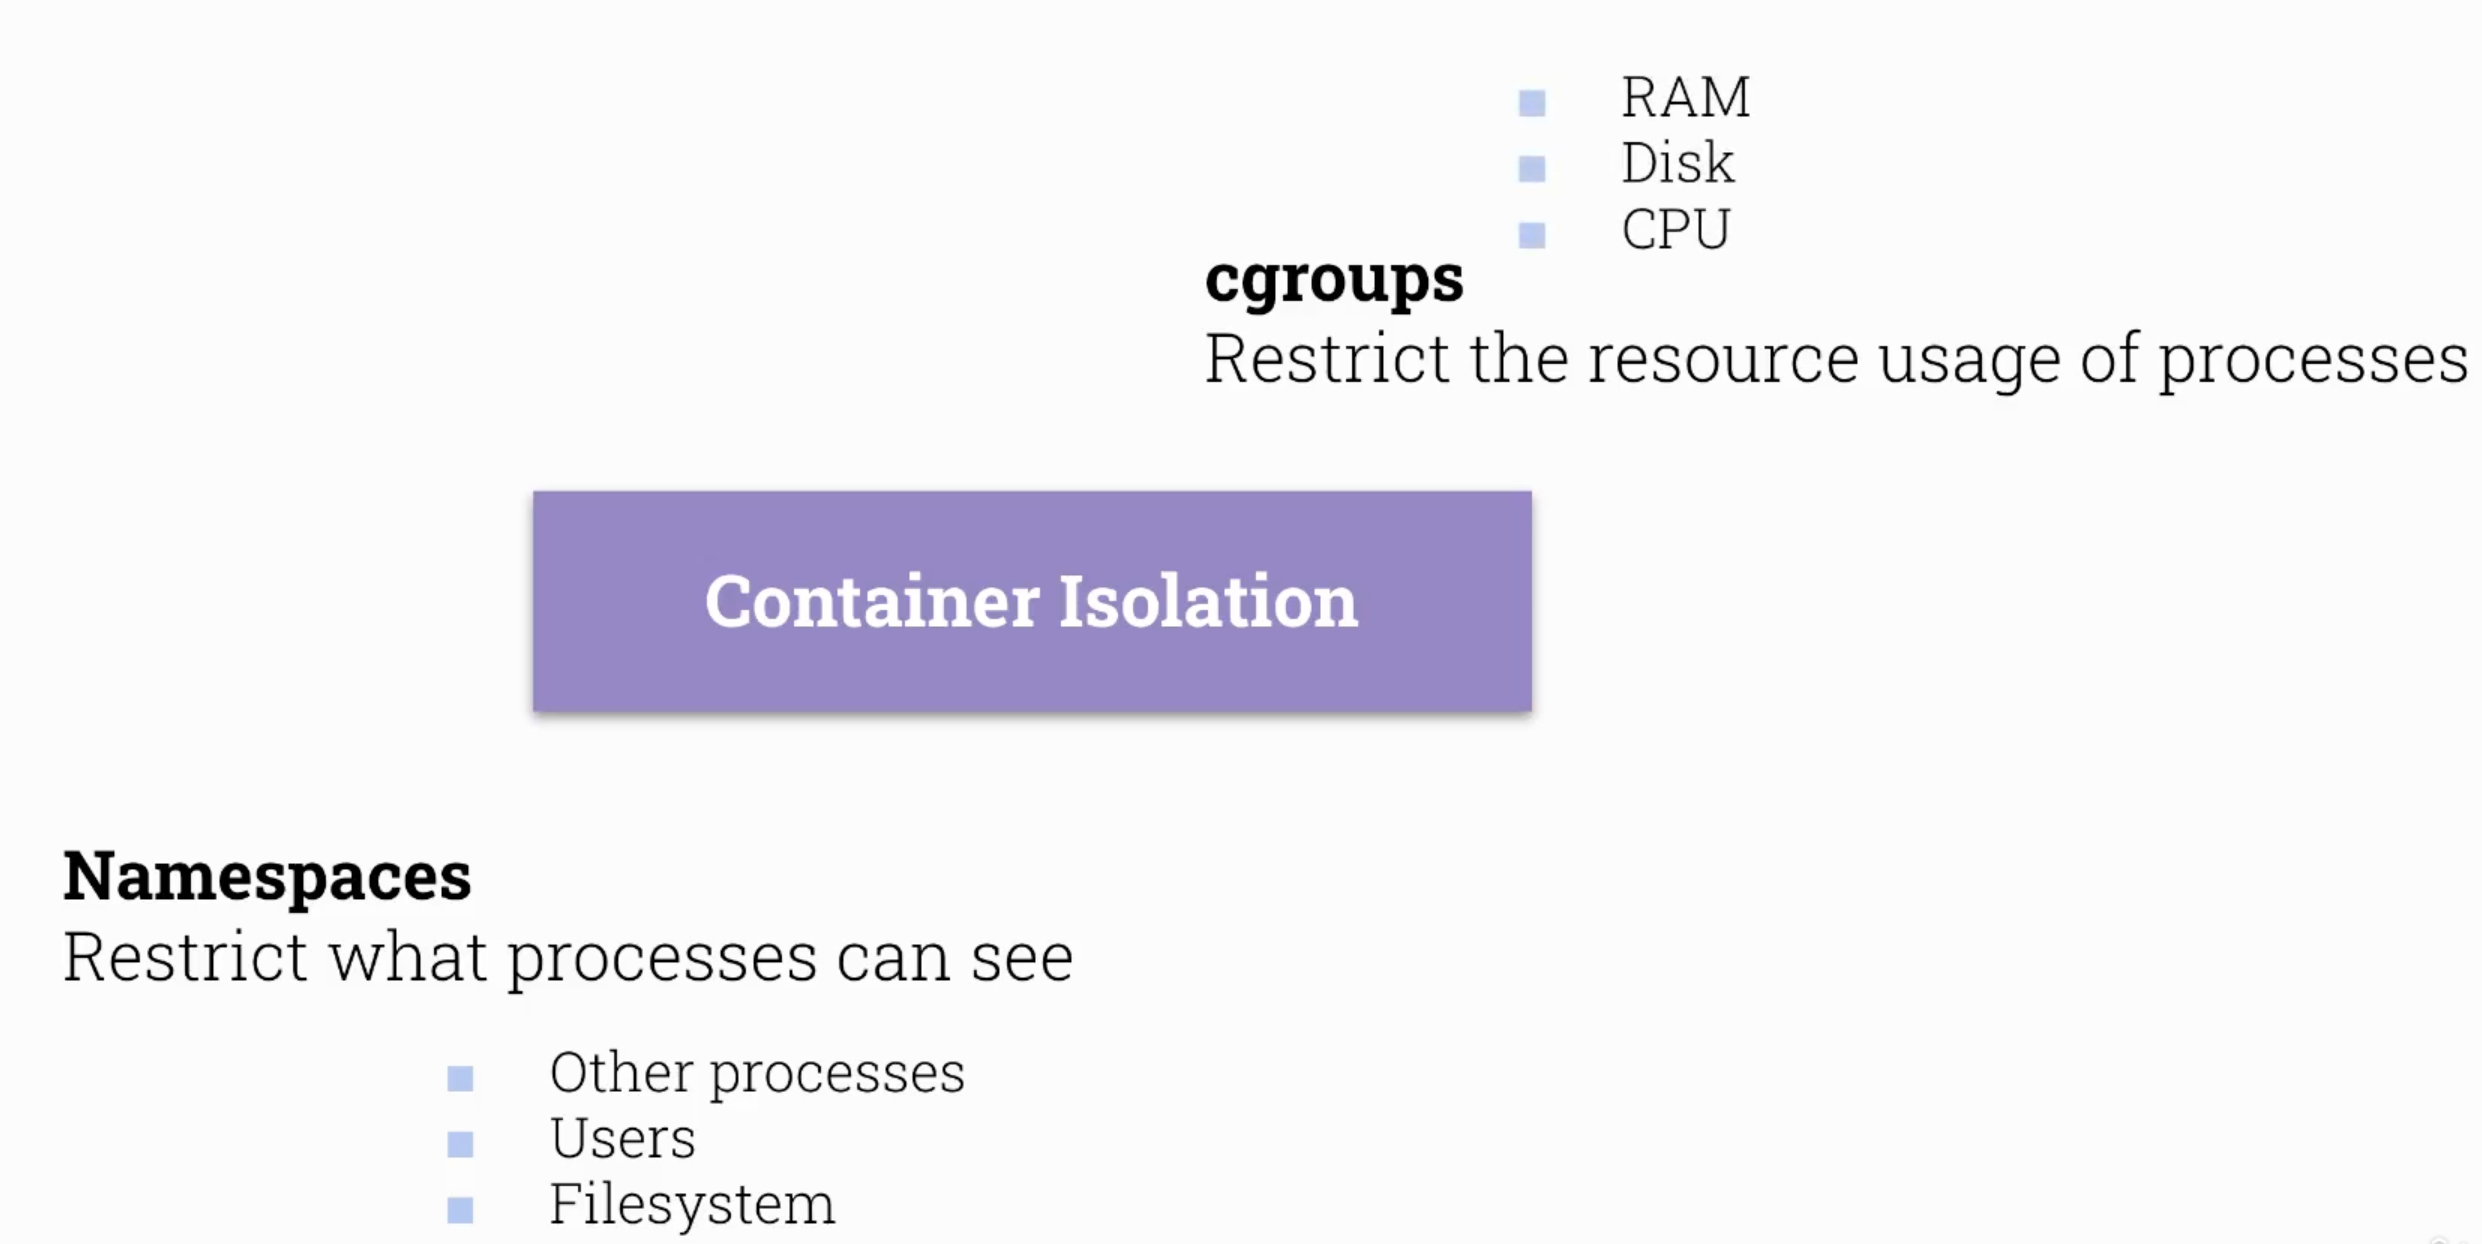 RAM
Disk
CPU
cgroups
Restrict the resource usage of processes
Container Isolation
Namespaces
Restrict what processes can see
Other processes
Users
Filesystem